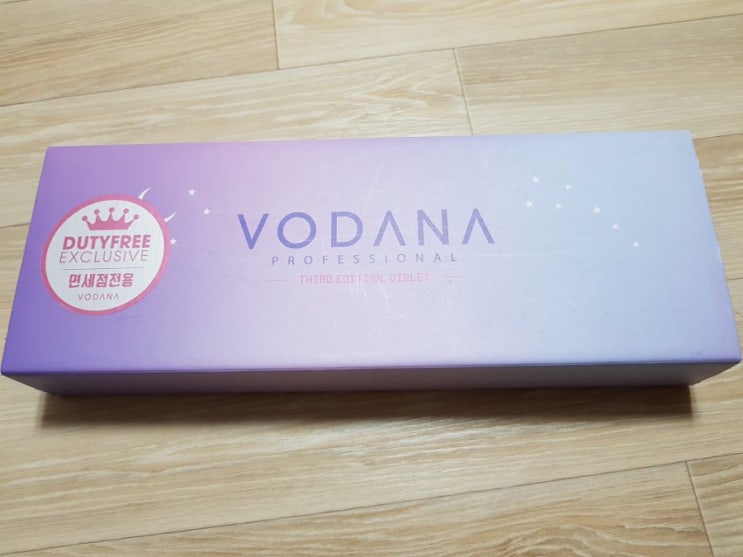 DUTYFREE
EXCLUSIVE
면세점전용
VODANA
VODANA
PROFESSIONAL
THIRD EDITION. VIOLET